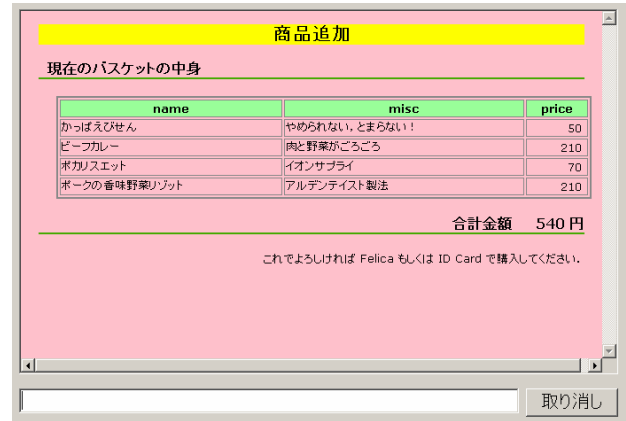 商品追加
現在のバスケットの中身
name misc price
かっぱえびせん やめられない, とまらない! 50
ビーフカレー 肉と野菜がごろごろ 210
ポカリスエット イオンサプライ 70
ポークの香味野菜リゾット アルデンテイスト製法 210
合計金額 540 円
これでよろしければ Felica もしくは ID Card で購入してください.
取り消し